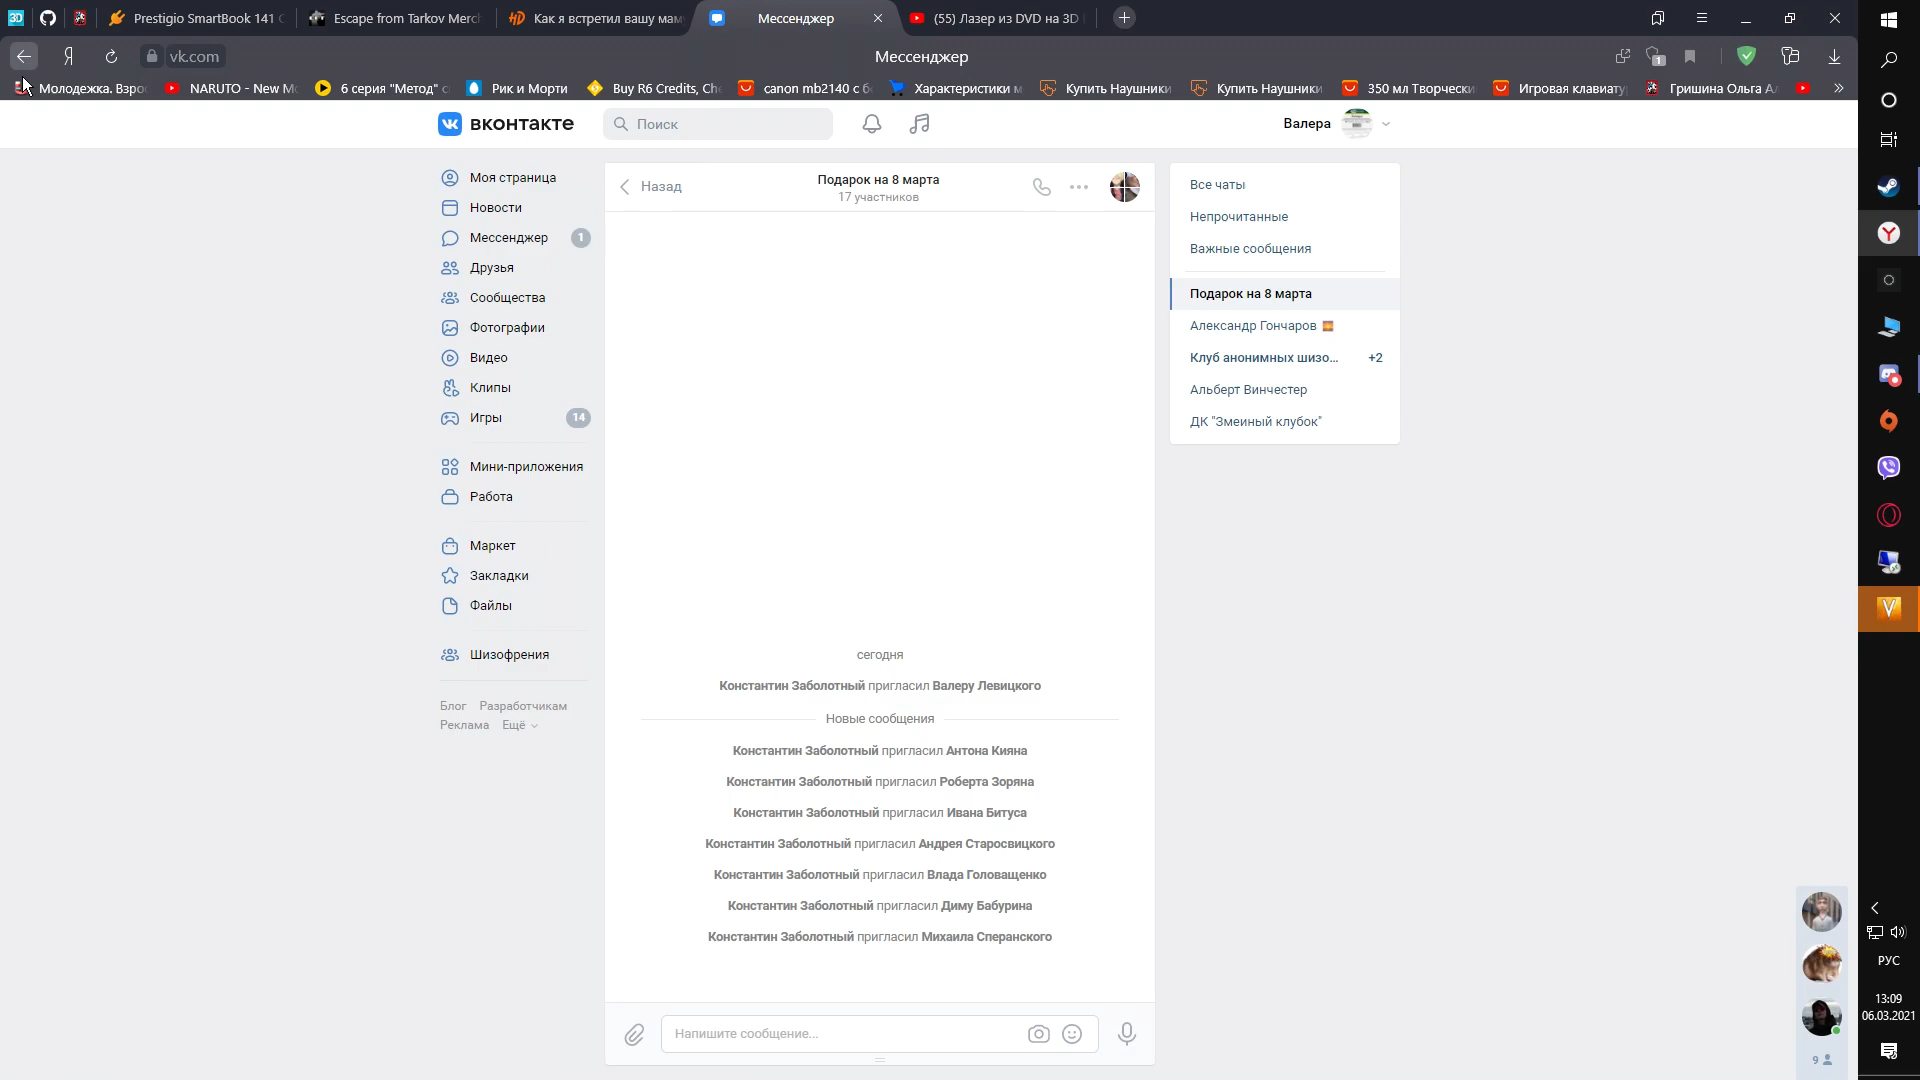 Prestigio SmartBook 141 C
Escape from Tarkov Merch
Как я встретил вашу мам
Мессенджер
(55) Лазер из DVD на 3D
vk.com
Мессенджер
1
Молодежка. Взрос
NARUTO - New M
6 серия "Метод" с
Рик и Морти
Buy R6 Credits, Ch
canon mb2140 с б
Характеристики м
Купить Наушники
Купить Наушники
350 мл Творчески
Игровая клавиату
Гришина Ольга Ал
»
вконтакте
Поиск
Валера
Моя страница
Новости
Мессенджер 1
Друзья
Сообщества
Фотографии
Видео
Клипы
Игры 14
Мини-приложения
Работа
Маркет
Закладки
Файлы
Шизофрения
Блог Разработчикам
Реклама Ещё
Назад
Подарок на 8 марта
17 участников
сегодня
Константин Заболотный пригласил Валеру Левицкого
Новые сообщения
Константин Заболотный пригласил Антона Кияна
Константин Заболотный пригласил Роберта Зоряна
Константин Заболотный пригласил Ивана Битуса
Константин Заболотный пригласил Андрея Старосвицкого
Константин Заболотный пригласил Влада Головащенко
Константин Заболотный пригласил Диму Бабурина
Константин Заболотный пригласил Михаила Сперанского
Напишите сообщение...
Все чаты
Непрочитанные
Важные сообщения
Подарок на 8 марта
Александр Гончаров
Клуб анонимных шизо... +2
Альберт Винчестер
ДК "Змеиный клубок"
9
РУС
13:09
06.03.2021